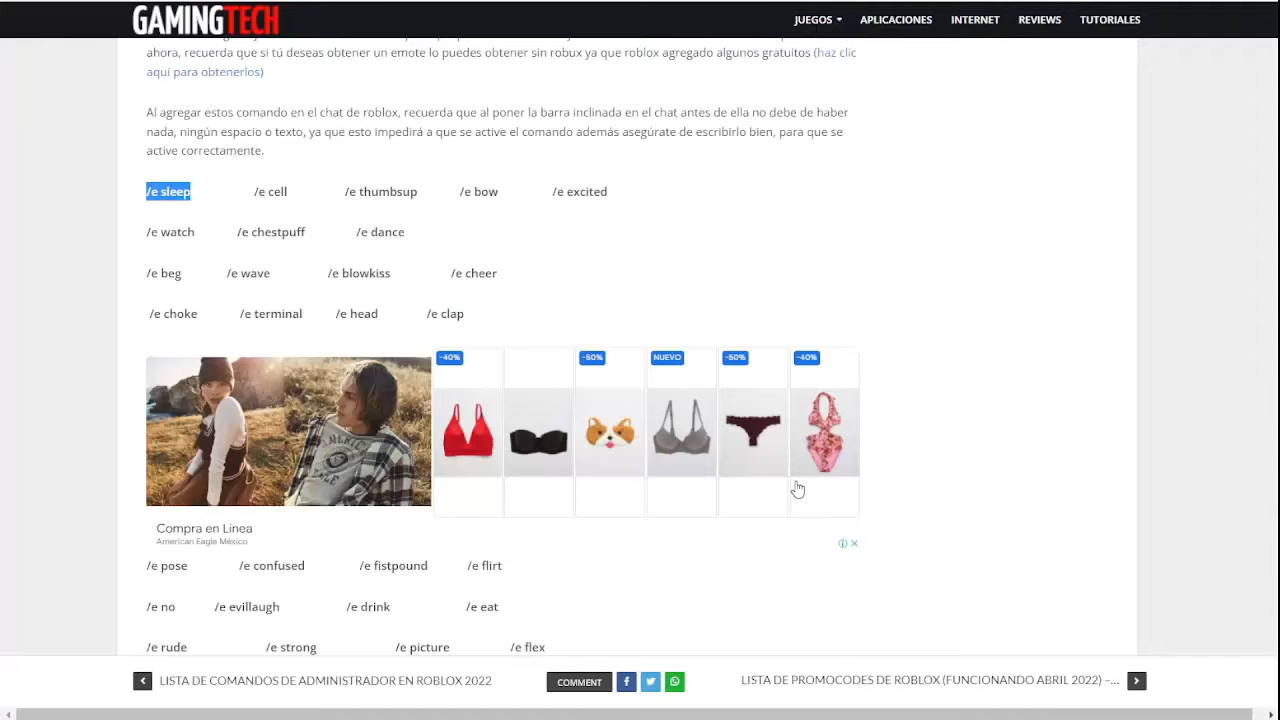 GAMINGTECH
JUEGOS APLICACIONES INTERNET REVIEWS TUTORIALES
ahora, recuerda que si tú deseas obtener un emote lo puedes obtener sin robux ya que roblox agregado algunos gratuitos (haz clic
aquí para obtenerlos)
Al agregar estos comando en el chat de roblox, recuerda que al poner la barra inclinada en el chat antes de ella no debe de haber
nada, ningún espacio o texto, ya que esto impedirá a que se active el comando además asegúrate de escribirlo bien, para que se
active correctamente.
/e sleep /e cell /e thumbsup /e bow /e excited
/e watch /e chestpuff /e dance
/e beg /e wave /e blowkiss /e cheer
/e choke /e terminal /e head /e clap
-40% -50% NUEVO -50% -40%
Compra en Línea
American Eagle México
/e pose /e confused /e fistpound /e flirt
/e no /e evillaugh /e drink /e eat
/e rude /e strong /e picture /e flex
LISTA DE COMANDOS DE ADMINISTRADOR EN ROBLOX 2022 COMMENT LISTA DE PROMOCODES DE ROBLOX (FUNCIONANDO ABRIL 2022) –...